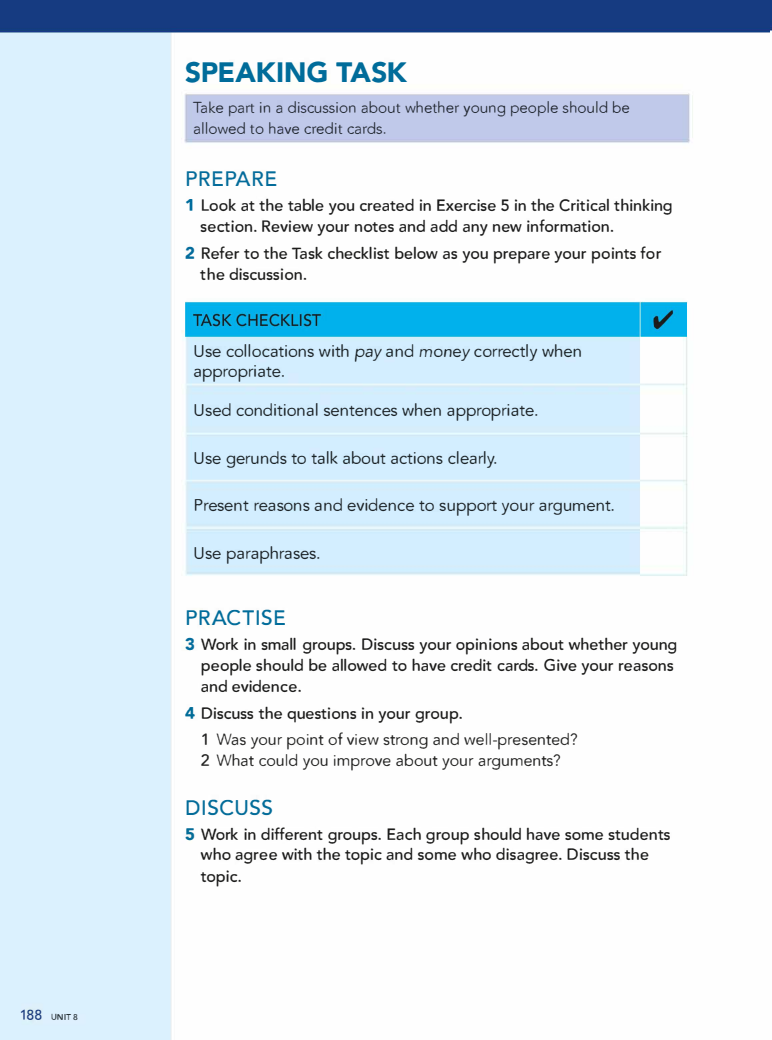 SPEAKING TASK
Take part in a discussion about whether young people should be
allowed to have credit cards.
PREPARE
1 Look at the table you created in Exercise 5 in the Critical thinking
section. Review your notes and add any new information.
2 Refer to the Task checklist below as you prepare your points for
the discussion.
TASK CHECKLIST ✔
Use collocations with pay and money correctly when
appropriate.
Used conditional sentences when appropriate.
Use gerunds to talk about actions clearly.
Present reasons and evidence to support your argument.
Use paraphrases.
PRACTISE
3 Work in small groups. Discuss your opinions about whether young
people should be allowed to have credit cards. Give your reasons
and evidence.
4 Discuss the questions in your group.
1 Was your point of view strong and well-presented?
2 What could you improve about your arguments?
DISCUSS
5 Work in different groups. Each group should have some students
who agree with the topic and some who disagree. Discuss the
topic.
188 UNIT 8